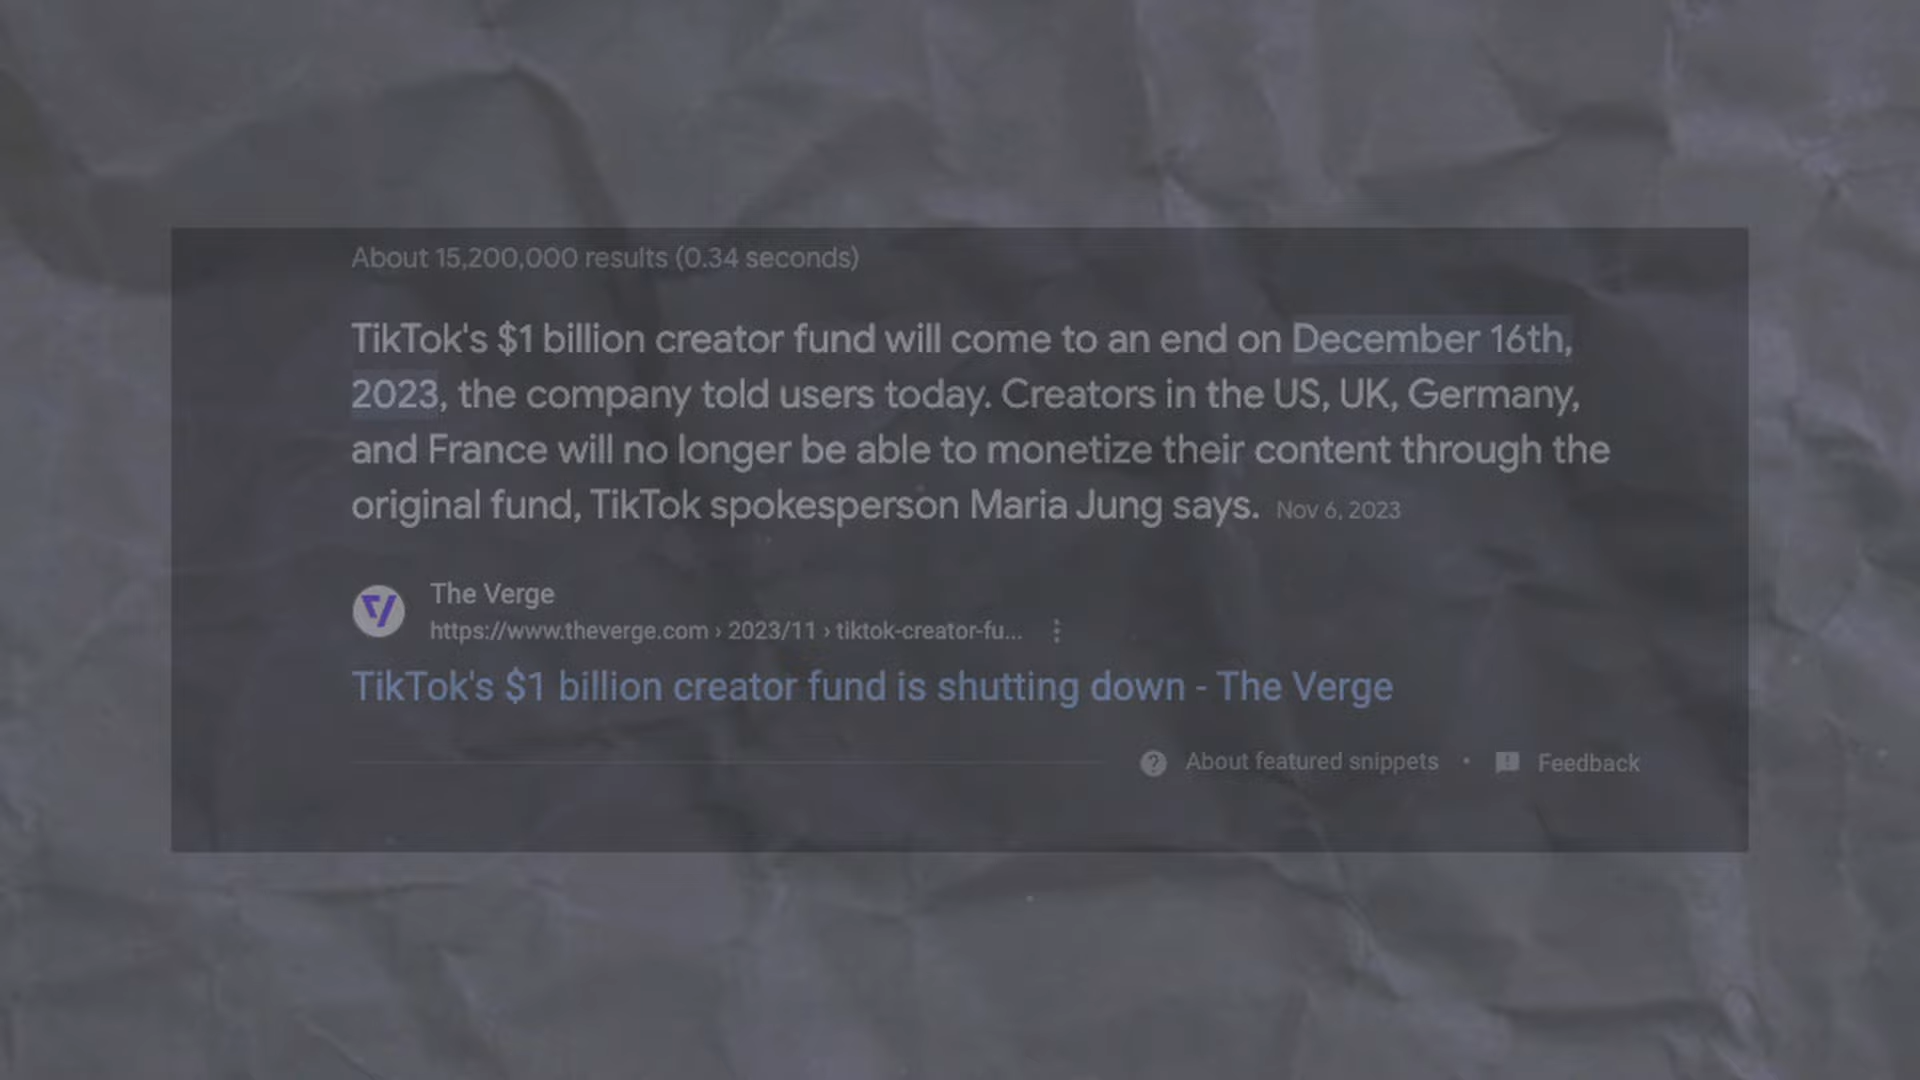 About 15,200,000 results (0.34 seconds)
TikTok's $1 billion creator fund will come to an end on December 16th,
2023, the company told users today. Creators in the US, UK, Germany,
and France will no longer be able to monetize their content through the
original fund, TikTok spokesperson Maria Jung says. Nov 6, 2023
The Verge
https://www.theverge.com › 2023/11 › tiktok-creator-fu...
TikTok's $1 billion creator fund is shutting down - The Verge
About featured snippets • Feedback